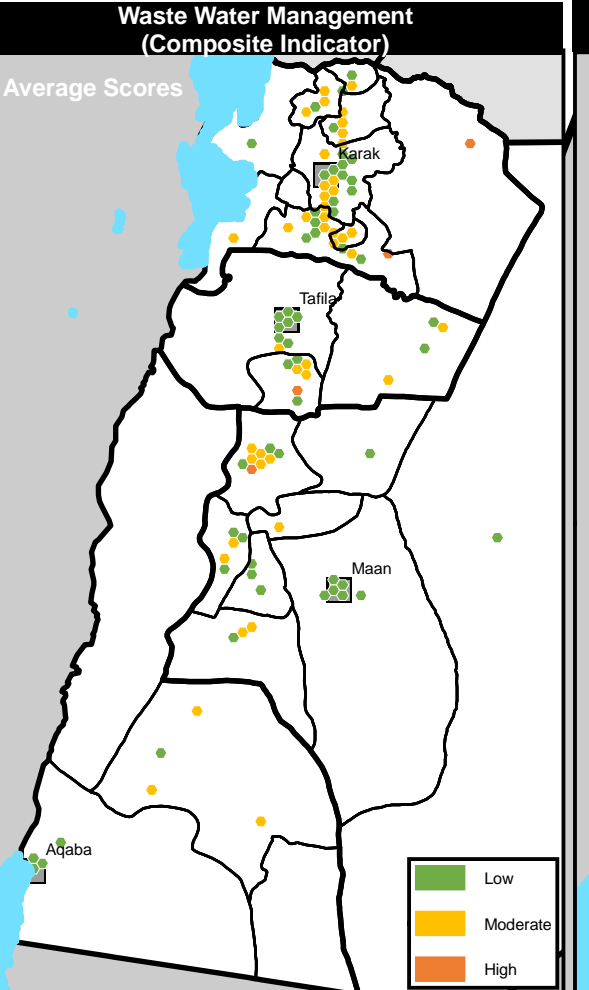 Waste Water Management
(Composite Indicator)
Average Scores
Karak
Tafila
Maan
Aqaba
Low
Moderate
High